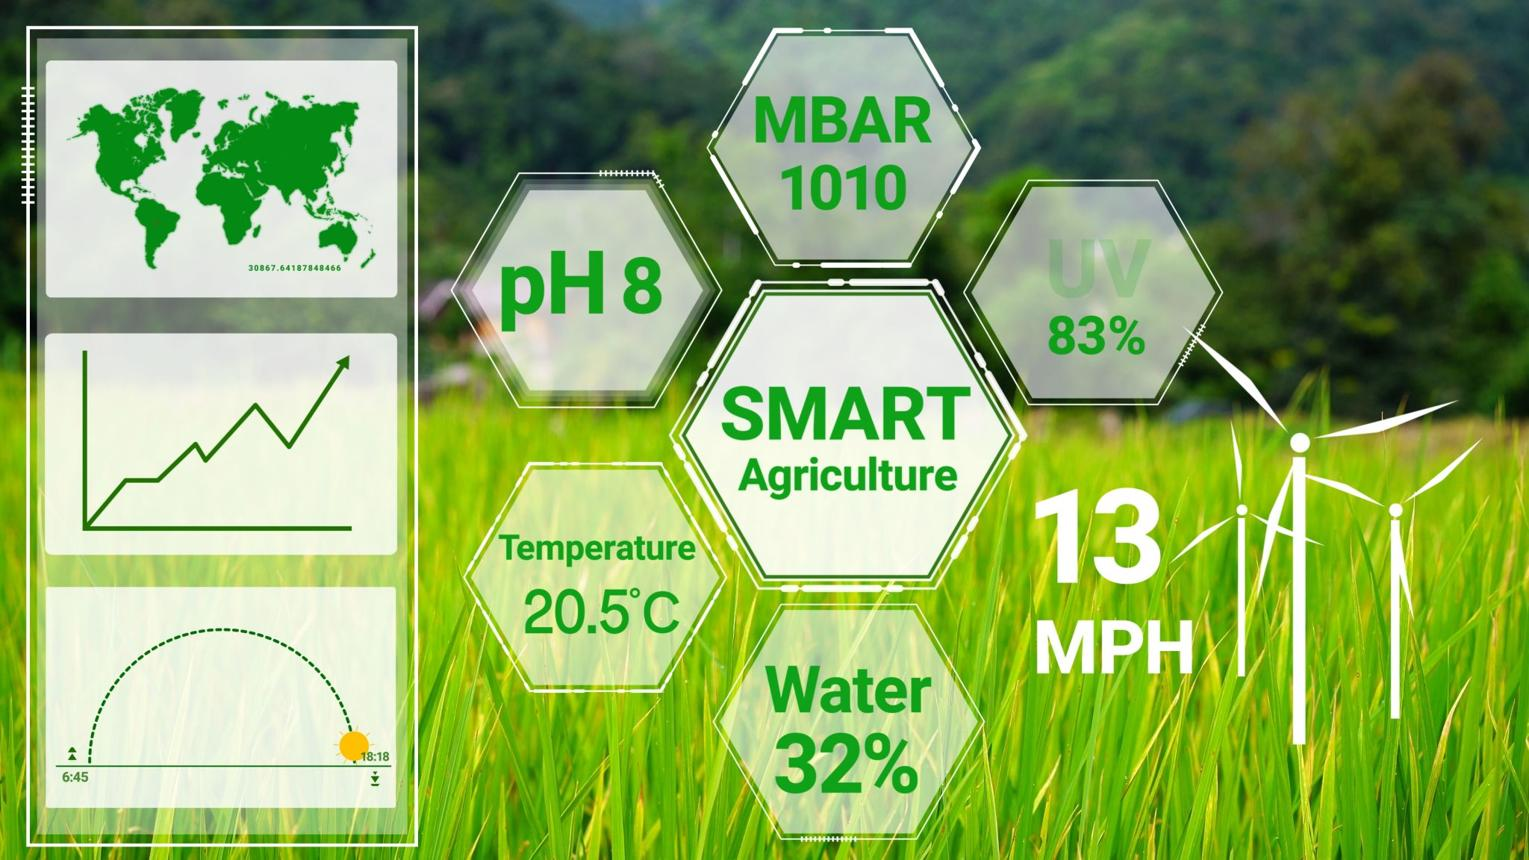 30867.64187848466
6:45
18:18
pH 8
MBAR
1010
UV
83%
SMART
Agriculture
Temperature
20.5°C
Water
32%
13
MPH